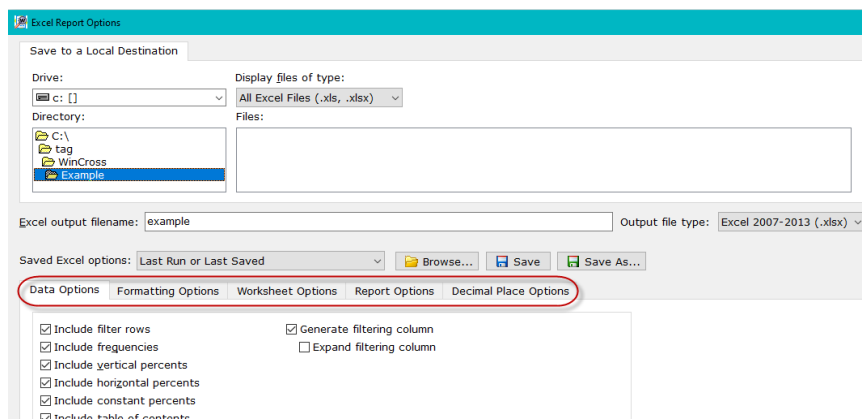 Excel Report Options
Save to a Local Destination
Drive: Display files of type:
c: [] All Excel Files (.xls, .xlsx)
Directory: Files:
C:\
tag
WinCross
Example
Excel output filename: example Output file type: Excel 2007-2013 (.xlsx)
Saved Excel options: Last Run or Last Saved Browse... Save Save As...
Data Options Formatting Options Worksheet Options Report Options Decimal Place Options
Include filter rows Generate filtering column
Include frequencies Expand filtering column
Include vertical percents
Include horizontal percents
Include constant percents
Include table of contents